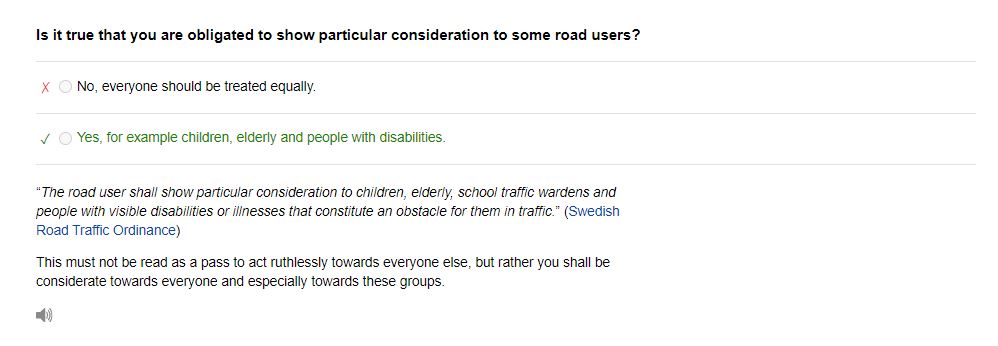 Is it true that you are obligated to show particular consideration to some road users?
✗ No, everyone should be treated equally.
✓ Yes, for example children, elderly and people with disabilities.
“The road user shall show particular consideration to children, elderly, school traffic wardens and
people with visible disabilities or illnesses that constitute an obstacle for them in traffic.” (Swedish
Road Traffic Ordinance)
This must not be read as a pass to act ruthlessly towards everyone else, but rather you shall be
considerate towards everyone and especially towards these groups.